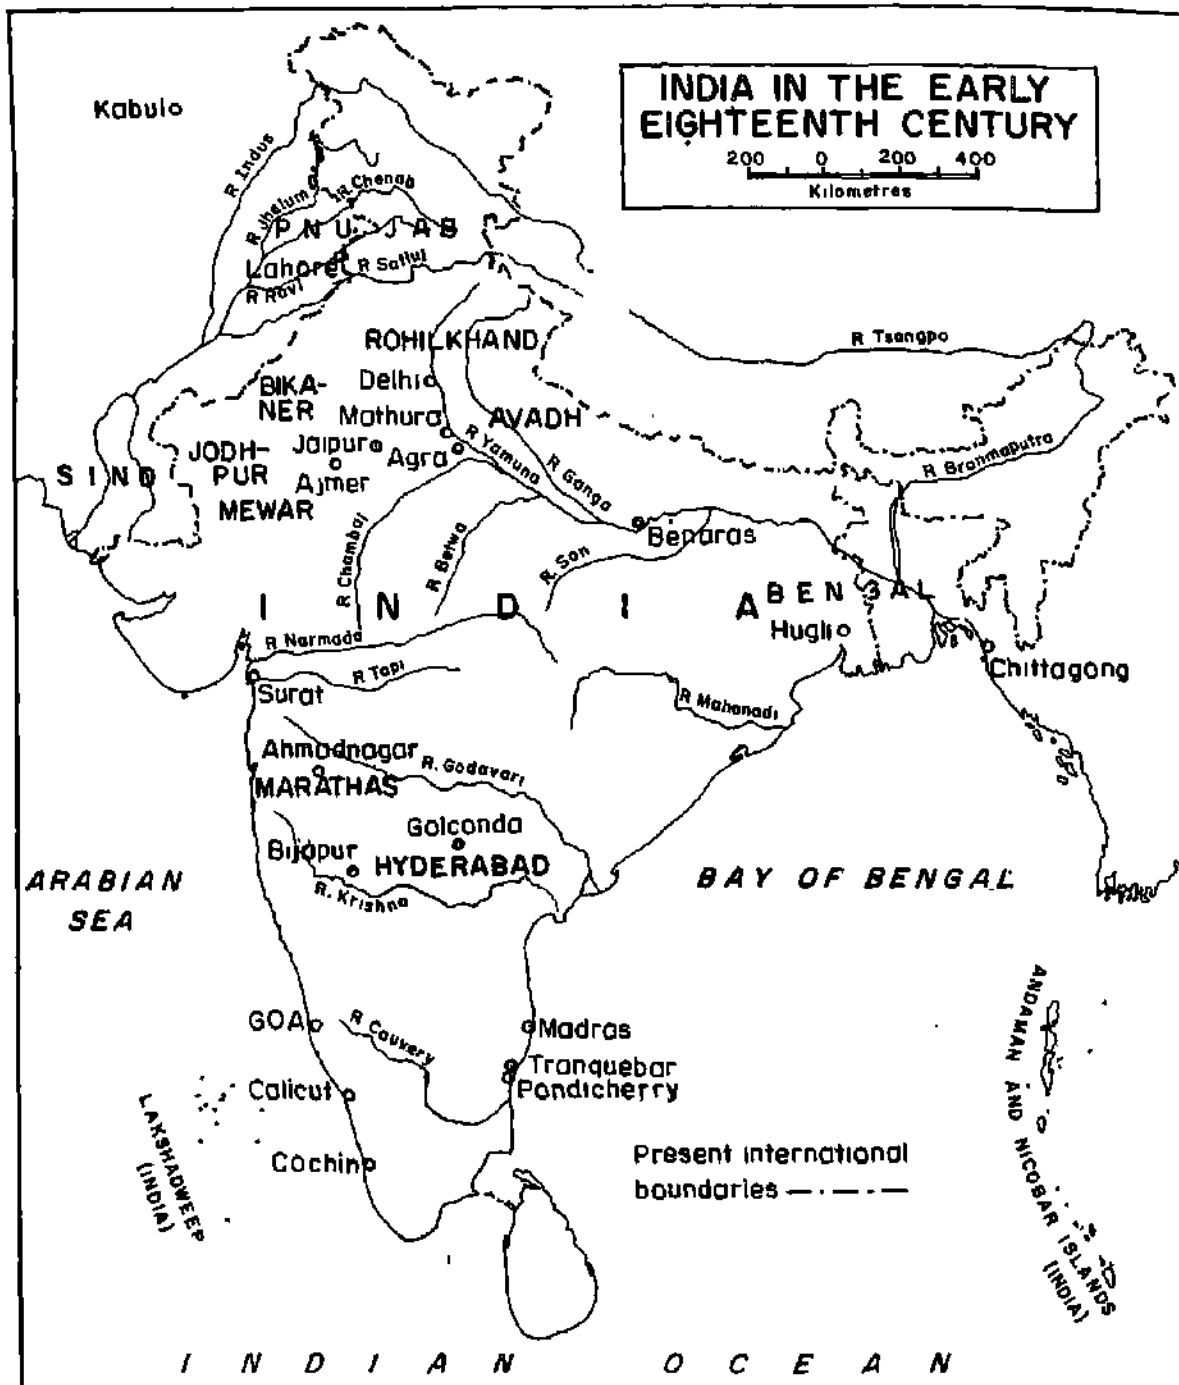 INDIA IN THE EARLY
EIGHTEENTH CENTURY
200 0 200 400
Kilometres
Kabulo
R Indus
R Jhelum
R Chenab
PNUJAB
Lahore
R Ravi
R Satluj
ROHILKHAND
R Tsangpo
BIKA-
NER
Delhi
Mathura
AVADH
JODH-
PUR
Jaipur
Agra
R Yamuna
R Ganga
R Branmaputra
SIND
Ajmer
MEWAR
R Chambal
R Betwa
R. Son
Benaras
INDIA
BENGAL
Hugli
Chittagong
R Narmada
R Tapi
Surat
R Mahanadi
Ahmadnagar
MARATHAS
R. Godavari
Golconda
Bijapur
HYDERABAD
R. Krishna
ARABIAN
SEA
BAY OF BENGAL
GOA
R Cauvery
Madras
Tranquebar
Pondicherry
Calicut
Cochin
LAKSHADWEEP
(INDIA)
ANDAMAN AND NICOBAR ISLANDS
(INDIA)
Present international
boundaries
INDIAN OCEAN